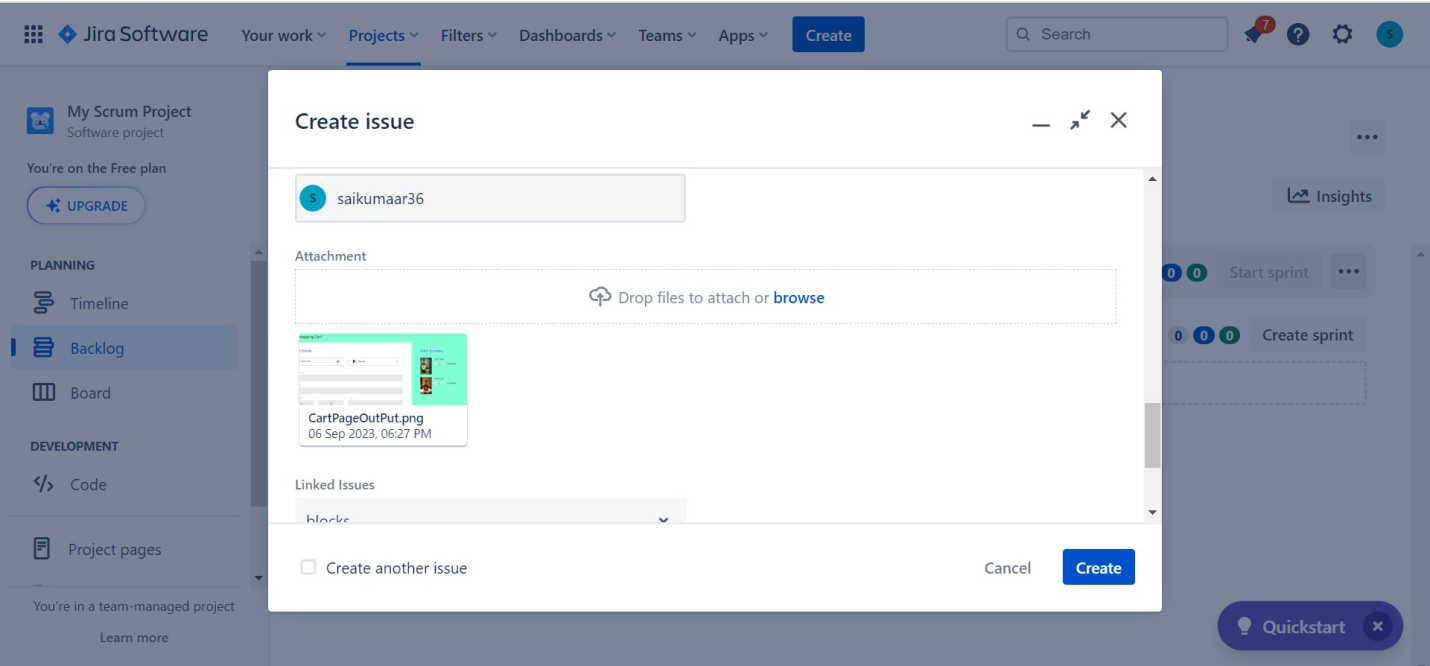 Jira Software Your work Projects Filters Dashboards Teams Apps Create Search 7 S
My Scrum Project
Software project
You're on the Free plan
UPGRADE
PLANNING
Timeline
Backlog
Board
DEVELOPMENT
Code
Project pages
You're in a team-managed project
Learn more
Create issue
S saikumaar36
Attachment
Drop files to attach or browse
CartPageOutPut.png
06 Sep 2023, 06:27 PM
Linked Issues
blocks
Create another issue Cancel Create
Insights
0 0 Start sprint
0 0 0 Create sprint
Quickstart